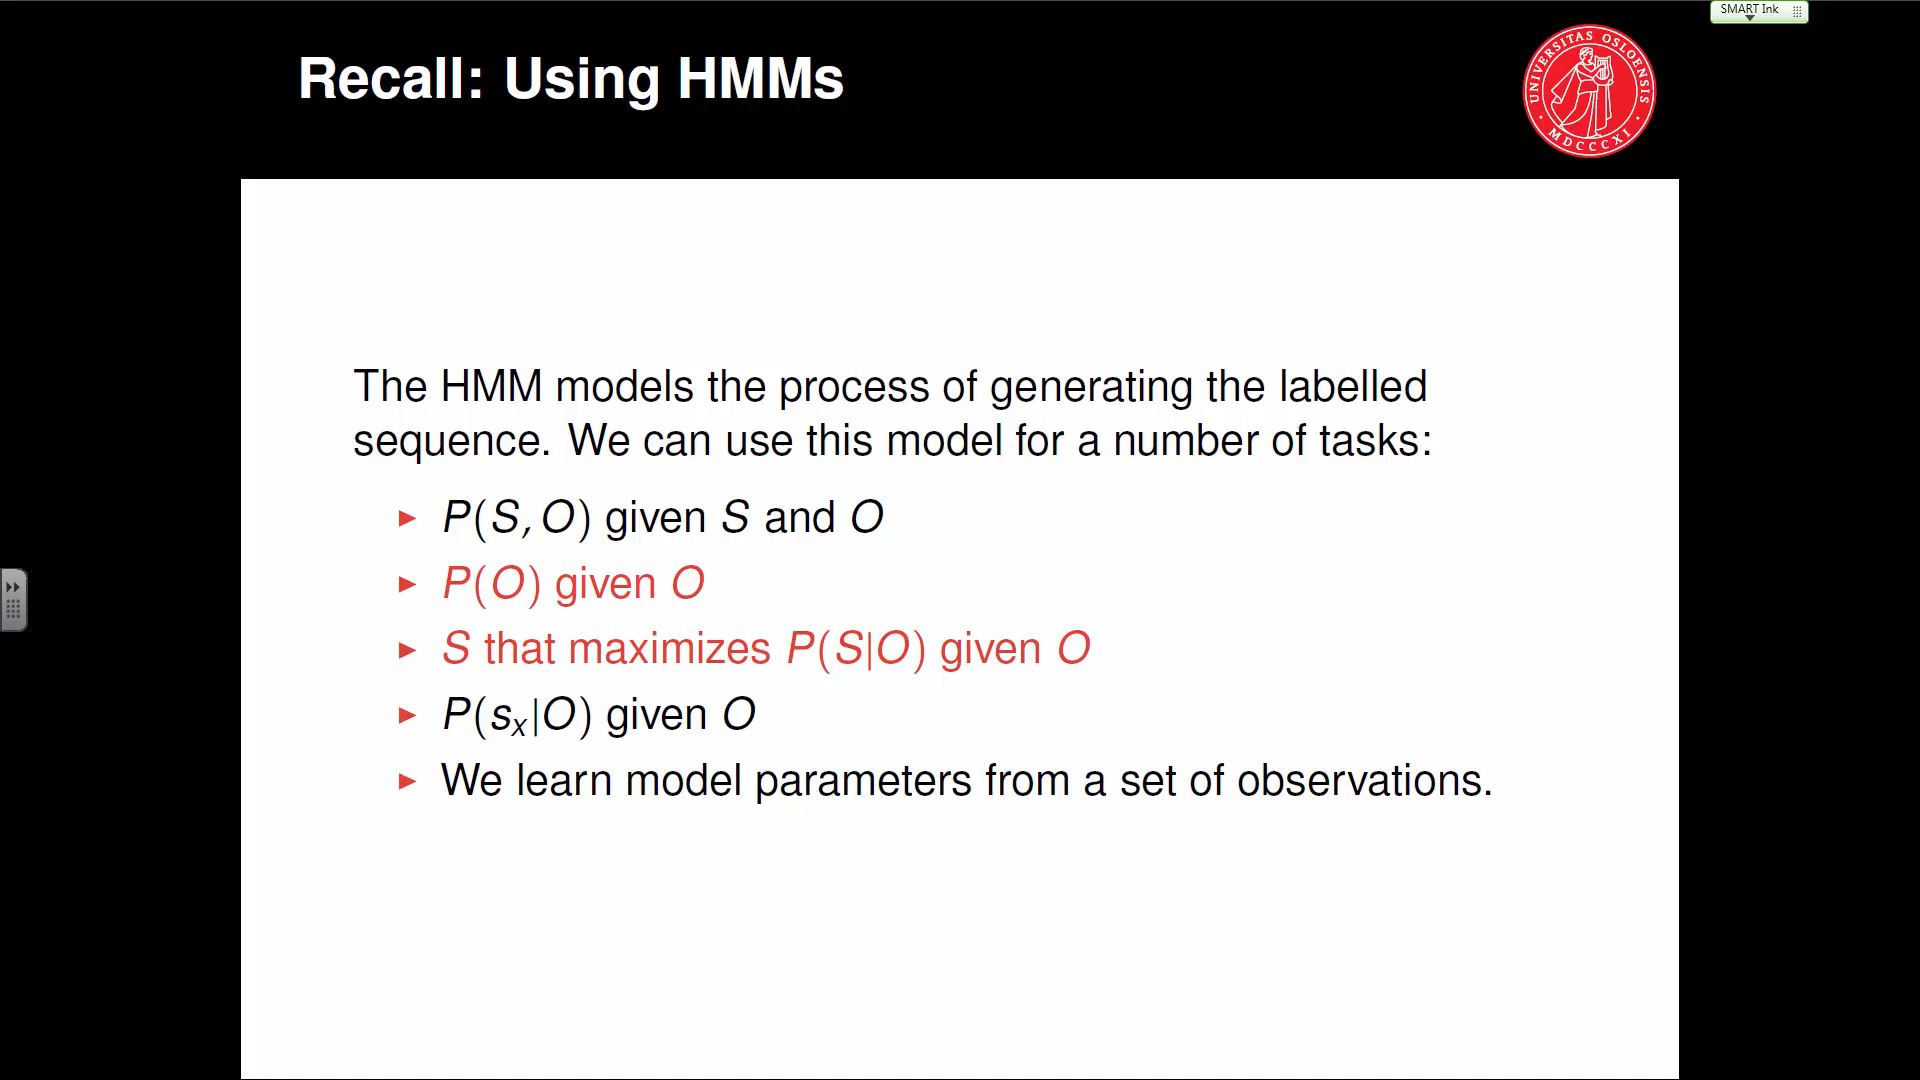 SMART Ink
Recall: Using HMMs
UNIVERSITAS OSLOENSIS
MDCCCXI
The HMM models the process of generating the labelled
sequence. We can use this model for a number of tasks:
► P(S, O) given S and O
► P(O) given O
► S that maximizes P(S|O) given O
► P(sₓ|O) given O
► We learn model parameters from a set of observations.